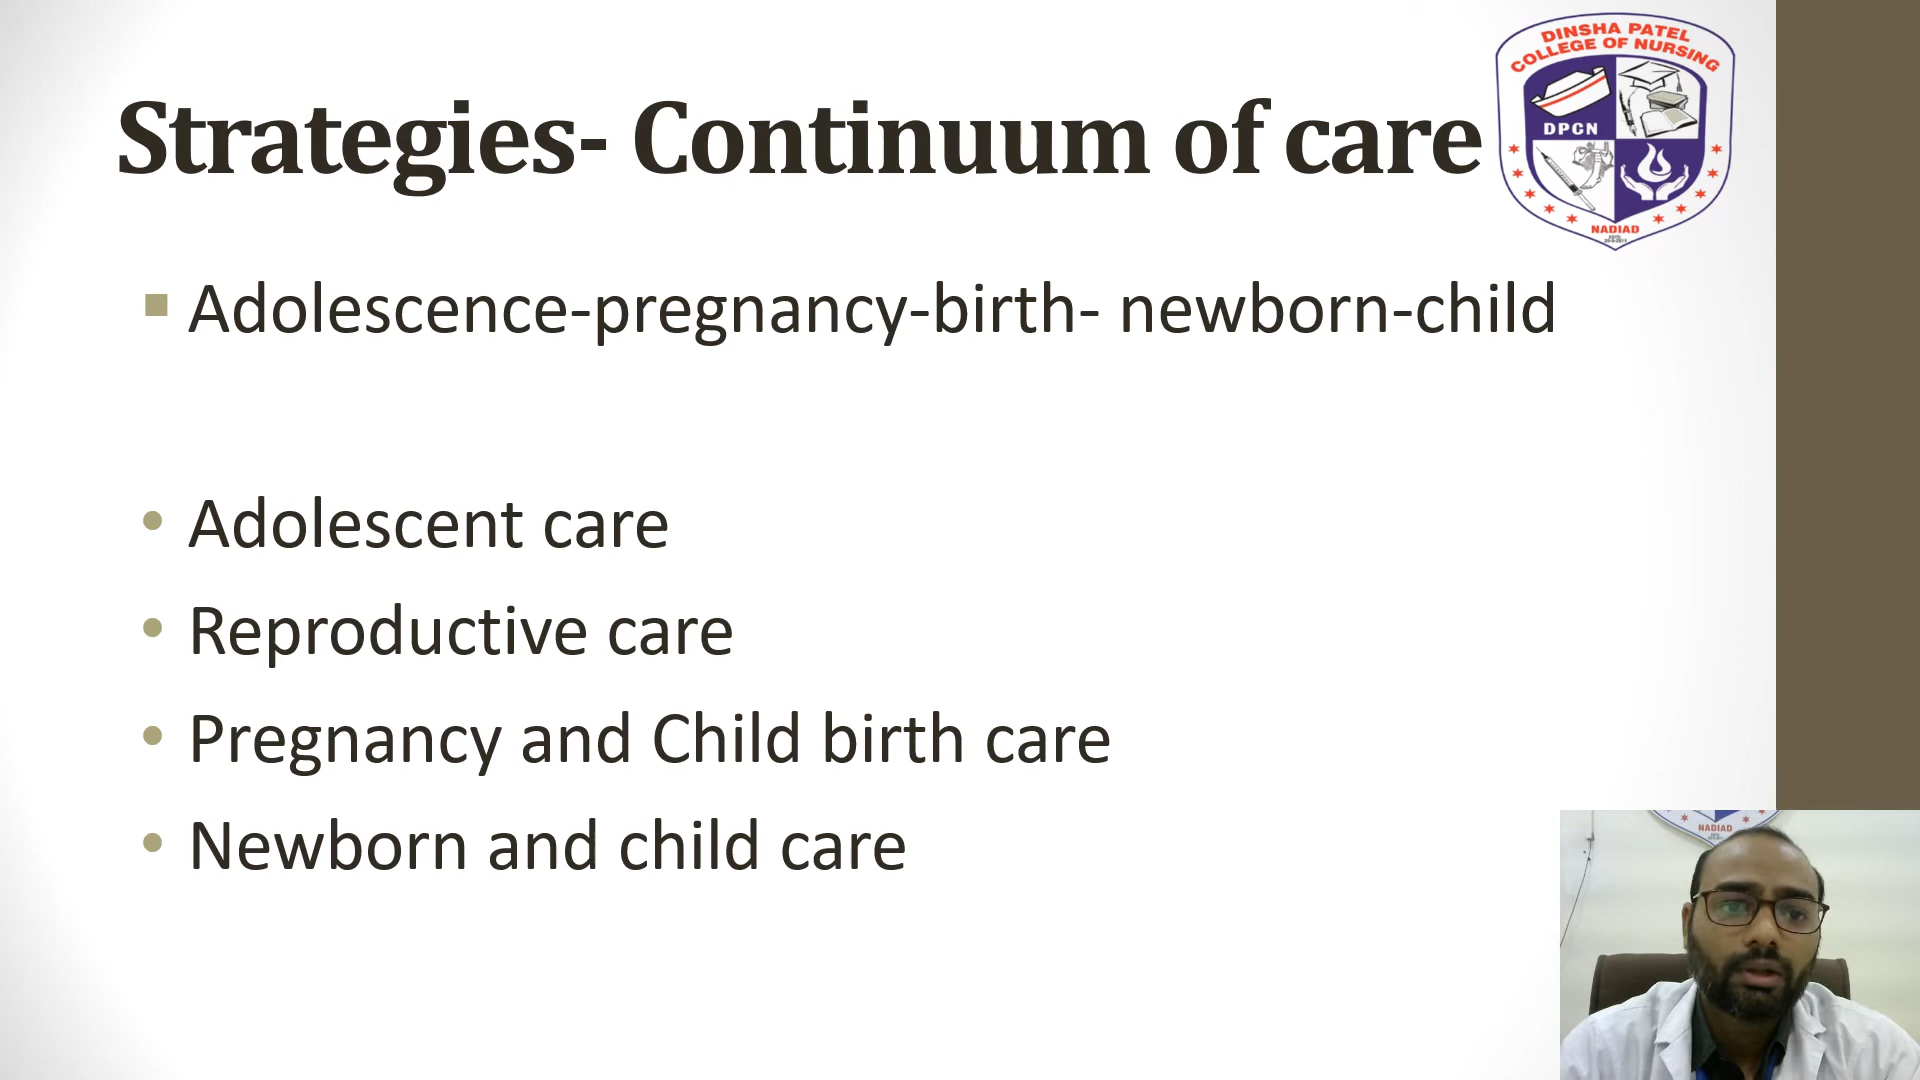 DINSHA PATEL
COLLEGE OF NURSING
DPCN
NADIAD
Strategies- Continuum of care
Adolescence-pregnancy-birth- newborn-child
Adolescent care
Reproductive care
Pregnancy and Child birth care
Newborn and child care
NADIAD